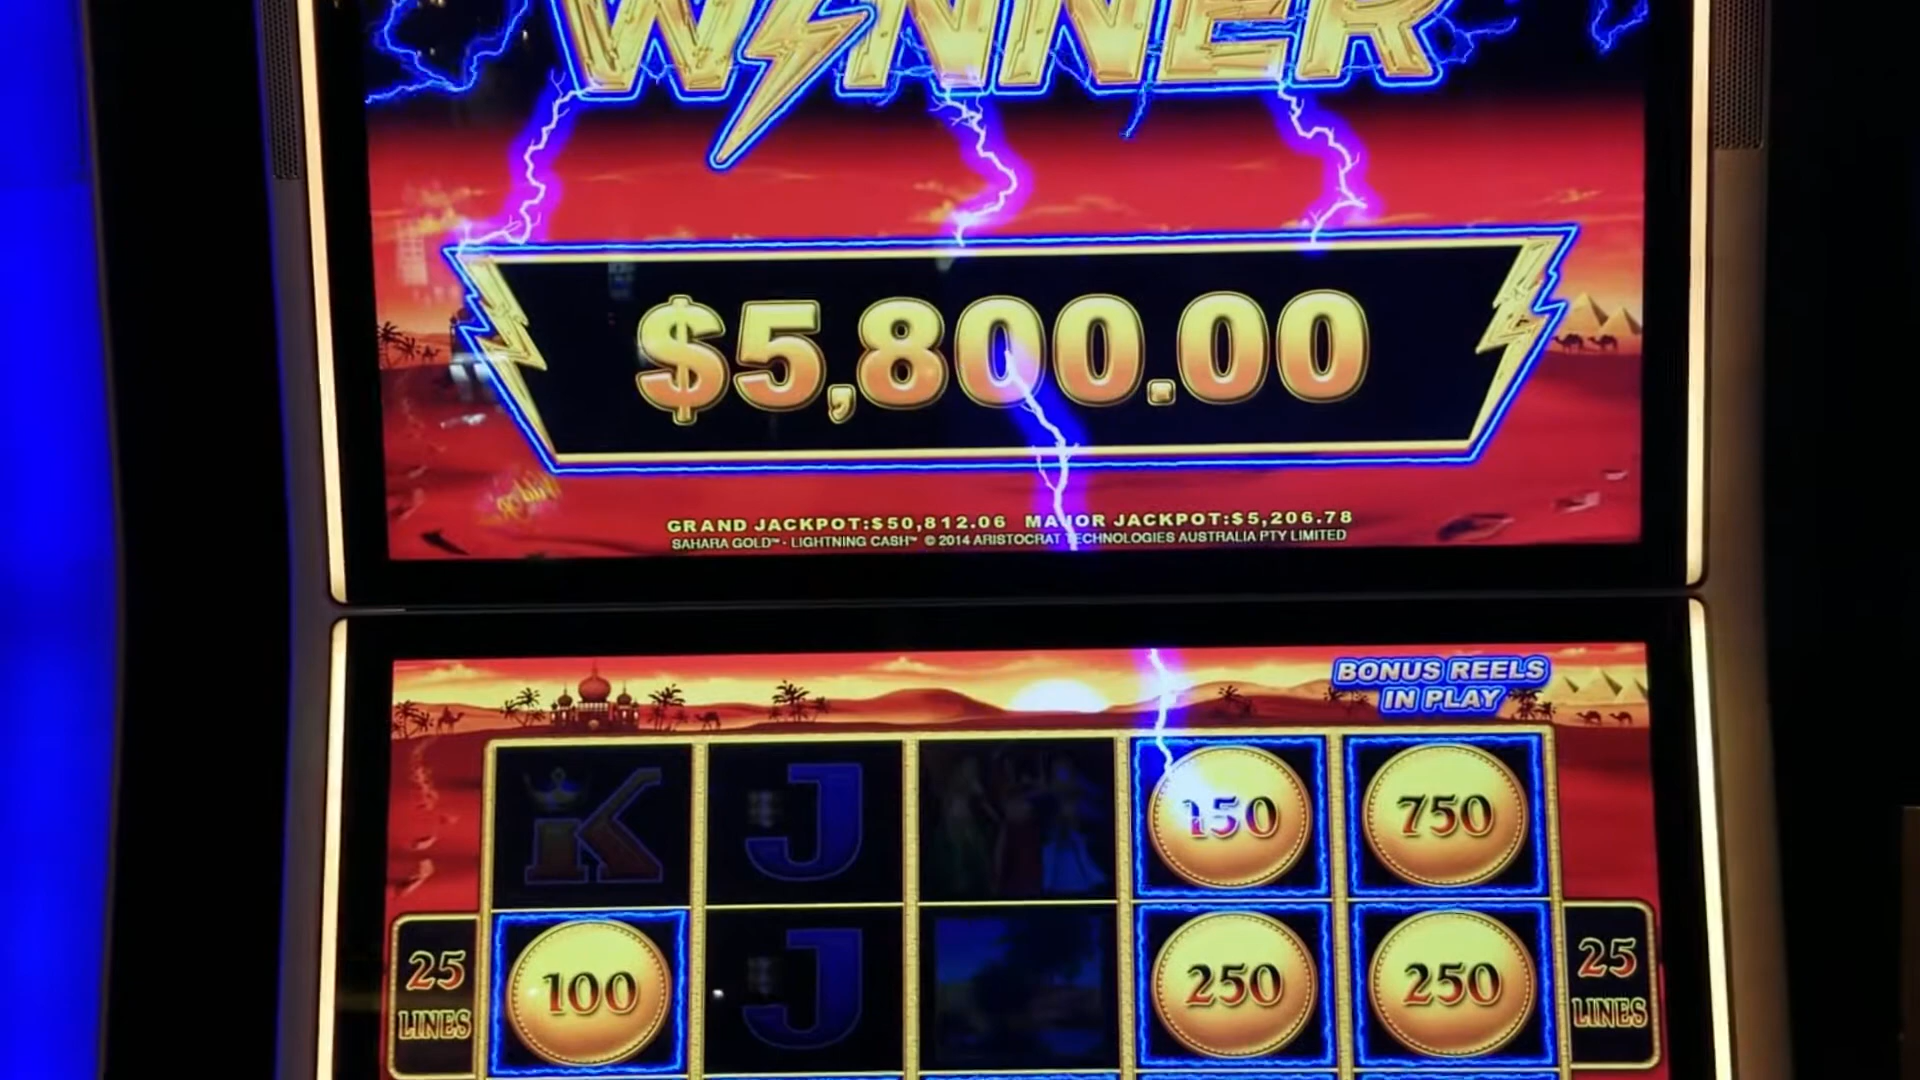 WINNER
$5,800.00
GRAND JACKPOT:$50,812.06 MAJOR JACKPOT:$5,206.78
SAHARA GOLD™ - LIGHTNING CASH™ © 2014 ARISTOCRAT TECHNOLOGIES AUSTRALIA PTY LIMITED
BONUS REELS
IN PLAY
K J 150 750
25
LINES
100 J 250 250
25
LINES